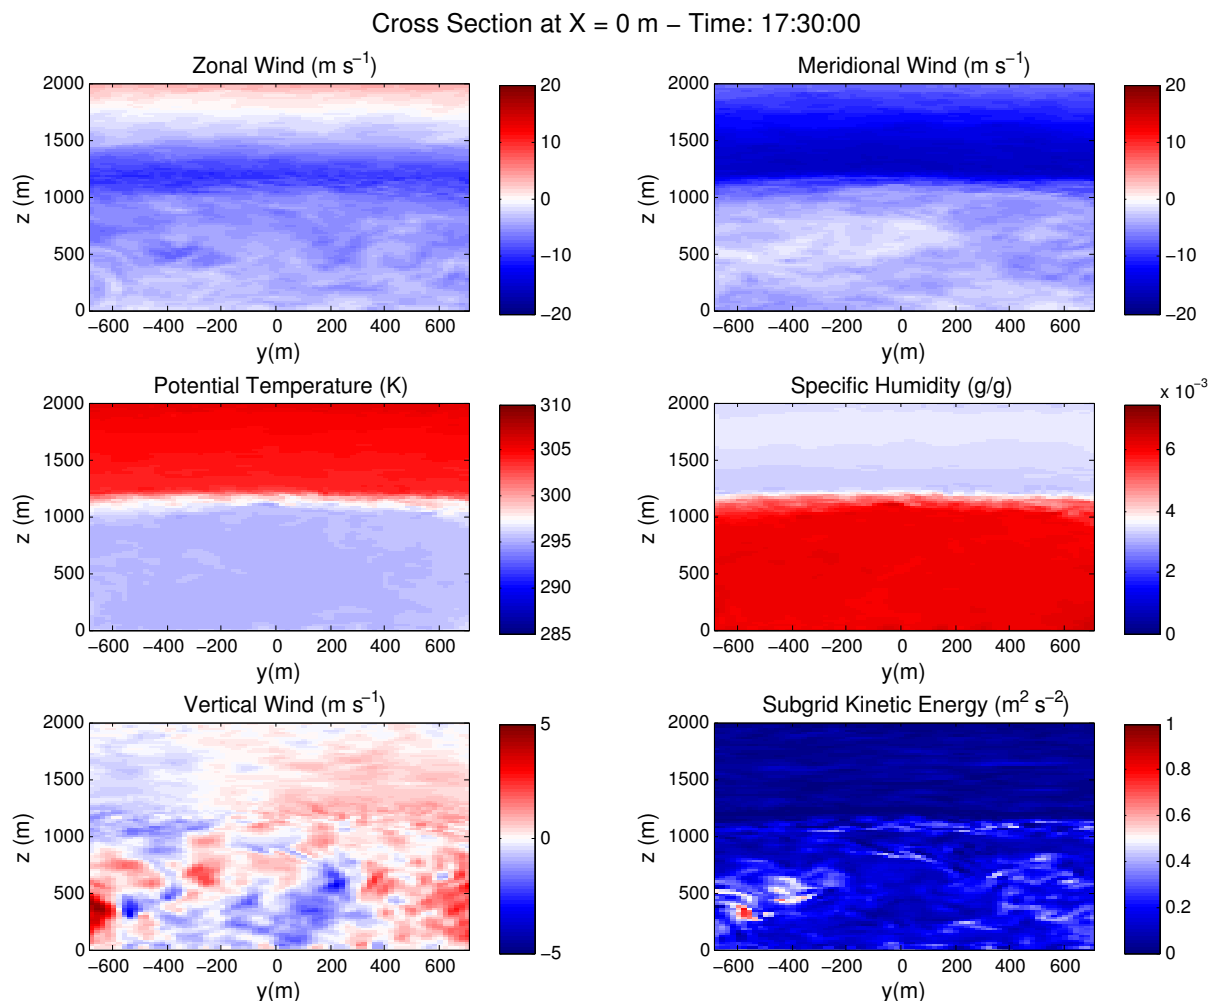 Cross Section at X = 0 m − Time: 17:30:00
Zonal Wind (m s−1)
2000
1500
1000
500
0
z (m)
−600 −400 −200 0 200 400 600
y(m)
20
10
0
−10
−20
Meridional Wind (m s−1)
2000
1500
1000
500
0
z (m)
−600 −400 −200 0 200 400 600
y(m)
20
10
0
−10
−20
Potential Temperature (K)
2000
1500
1000
500
0
z (m)
−600 −400 −200 0 200 400 600
y(m)
310
305
300
295
290
285
Specific Humidity (g/g)
2000
1500
1000
500
0
z (m)
−600 −400 −200 0 200 400 600
y(m)
x 10−3
6
4
2
0
Vertical Wind (m s−1)
2000
1500
1000
500
0
z (m)
−600 −400 −200 0 200 400 600
y(m)
5
0
−5
Subgrid Kinetic Energy (m2 s−2)
2000
1500
1000
500
0
z (m)
−600 −400 −200 0 200 400 600
y(m)
1
0.8
0.6
0.4
0.2
0